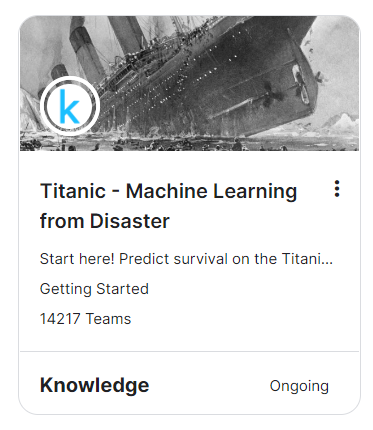 k
Titanic - Machine Learning
from Disaster
Start here! Predict survival on the Titani...
Getting Started
14217 Teams
Knowledge
Ongoing